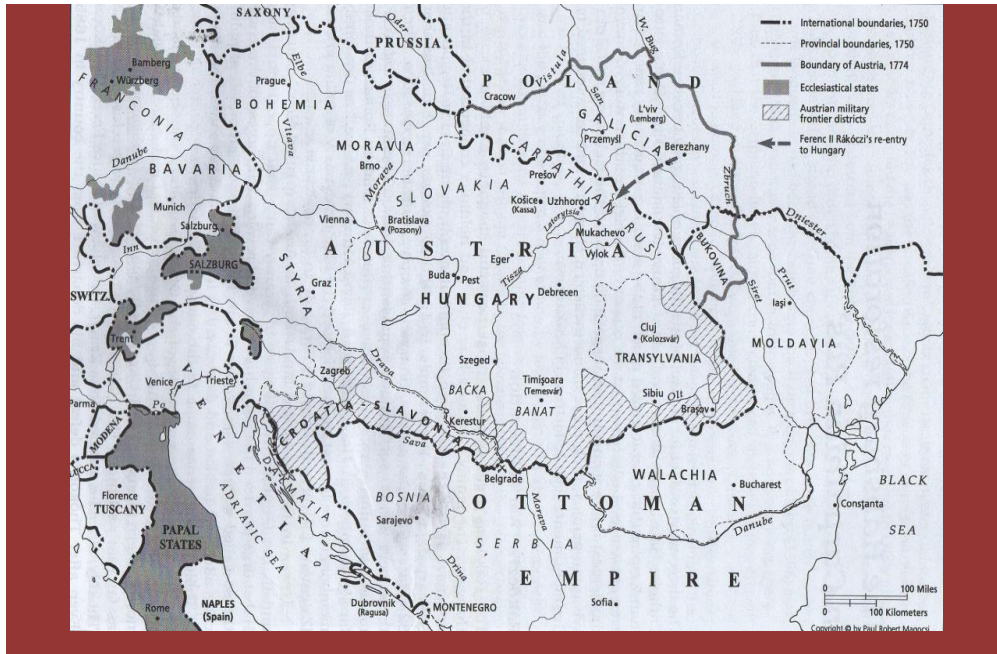 SAXONY
Oder
PRUSSIA
Elbe
Bamberg
Würzberg
FRANCONIA
Prague
BOHEMIA
Vltava
MORAVIA
Brno
Morava
Danube
BAVARIA
Munich
Salzburg
SALZBURG
Inn
SWITZ.
Trent
POLAND
Vistula
W. Bug
Cracow
San
L'viv
(Lemberg)
GALICIA
Przemyśl
Berezhany
Zbruch
CARPATHIAN RUS
Prešov
SLOVAKIA
Košice
(Kassa)
Uzhhorod
Latorytsia
Mukachevo
Vylok
Vienna
Bratislava
(Pozsony)
AUSTRIA
Eger
Tisza
Buda
Pest
HUNGARY
Debrecen
STYRIA
Graz
BUKOVINA
Dniester
Prut
Siret
Iaşi
MOLDAVIA
Cluj
(Kolozsvár)
TRANSYLVANIA
Szeged
Drava
Zagreb
BAČKA
Timişoara
(Temesvár)
BANAT
Sibiu
Olt
Braşov
Kerestur
CROATIA-SLAVONIA
Sava
Belgrade
Venice
Trieste
VENETIA
Parma
Po
MODENA
LUCCA
Florence
TUSCANY
PAPAL
STATES
Rome
NAPLES
(Spain)
ADRIATIC SEA
DALMATIA
BOSNIA
Sarajevo
Drina
Dubrovnik
(Ragusa)
MONTENEGRO
OTTOMAN
EMPIRE
SERBIA
Morava
Sofia
WALACHIA
Bucharest
Danube
Constanţa
BLACK
SEA
International boundaries, 1750
Provincial boundaries, 1750
Boundary of Austria, 1774
Ecclesiastical states
Austrian military
frontier districts
Ferenc II Rákóczi's re-entry
to Hungary
0 100 Miles
0 100 Kilometers
Copyright © by Paul Robert Magocsi